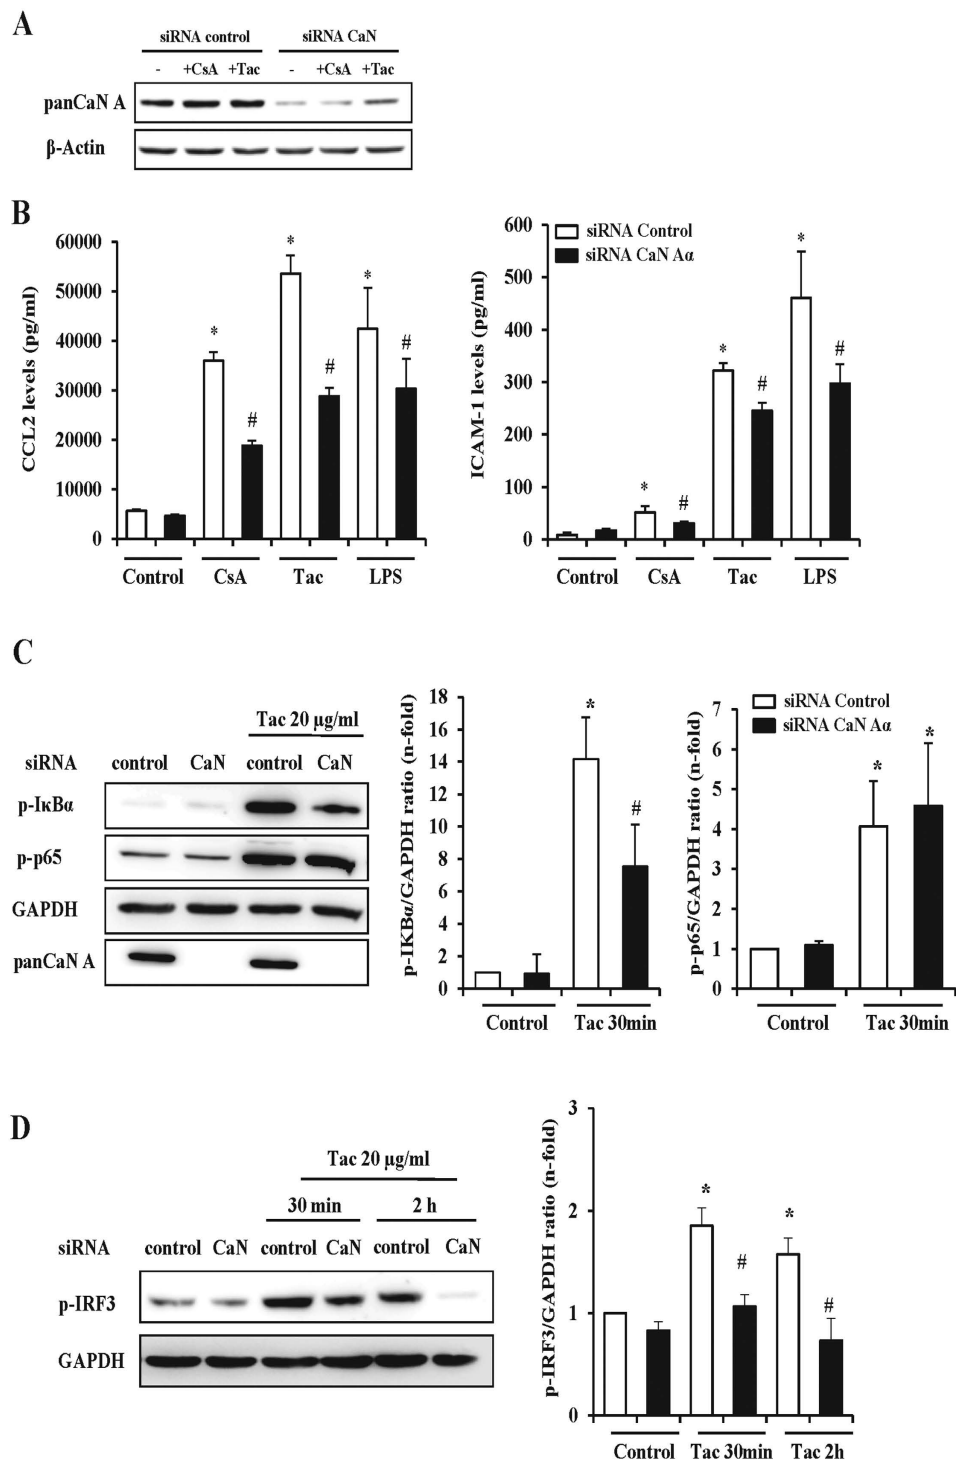 A
siRNA control siRNA CaN
- +CsA +Tac - +CsA +Tac
panCaN A
β-Actin
B
CCL2 levels (pg/ml)
60000
50000
40000
30000
20000
10000
0
* * *
# # #
Control CsA Tac LPS
ICAM-1 levels (pg/ml)
600
500
400
300
200
100
0
siRNA Control
siRNA CaN Aα
* * *
# # #
Control CsA Tac LPS
C
Tac 20 µg/ml
siRNA control CaN control CaN
p-IκBα
p-p65
GAPDH
panCaN A
p-IKBα/GAPDH ratio (n-fold)
18
16
14
12
10
8
6
4
2
0
*
#
Control Tac 30min
p-p65/GAPDH ratio (n-fold)
7
6
5
4
3
2
1
0
siRNA Control
siRNA CaN Aα
* *
Control Tac 30min
D
Tac 20 µg/ml
30 min 2 h
siRNA control CaN control CaN control CaN
p-IRF3
GAPDH
p-IRF3/GAPDH ratio (n-fold)
3
2
1
0
* *
# #
Control Tac 30min Tac 2h